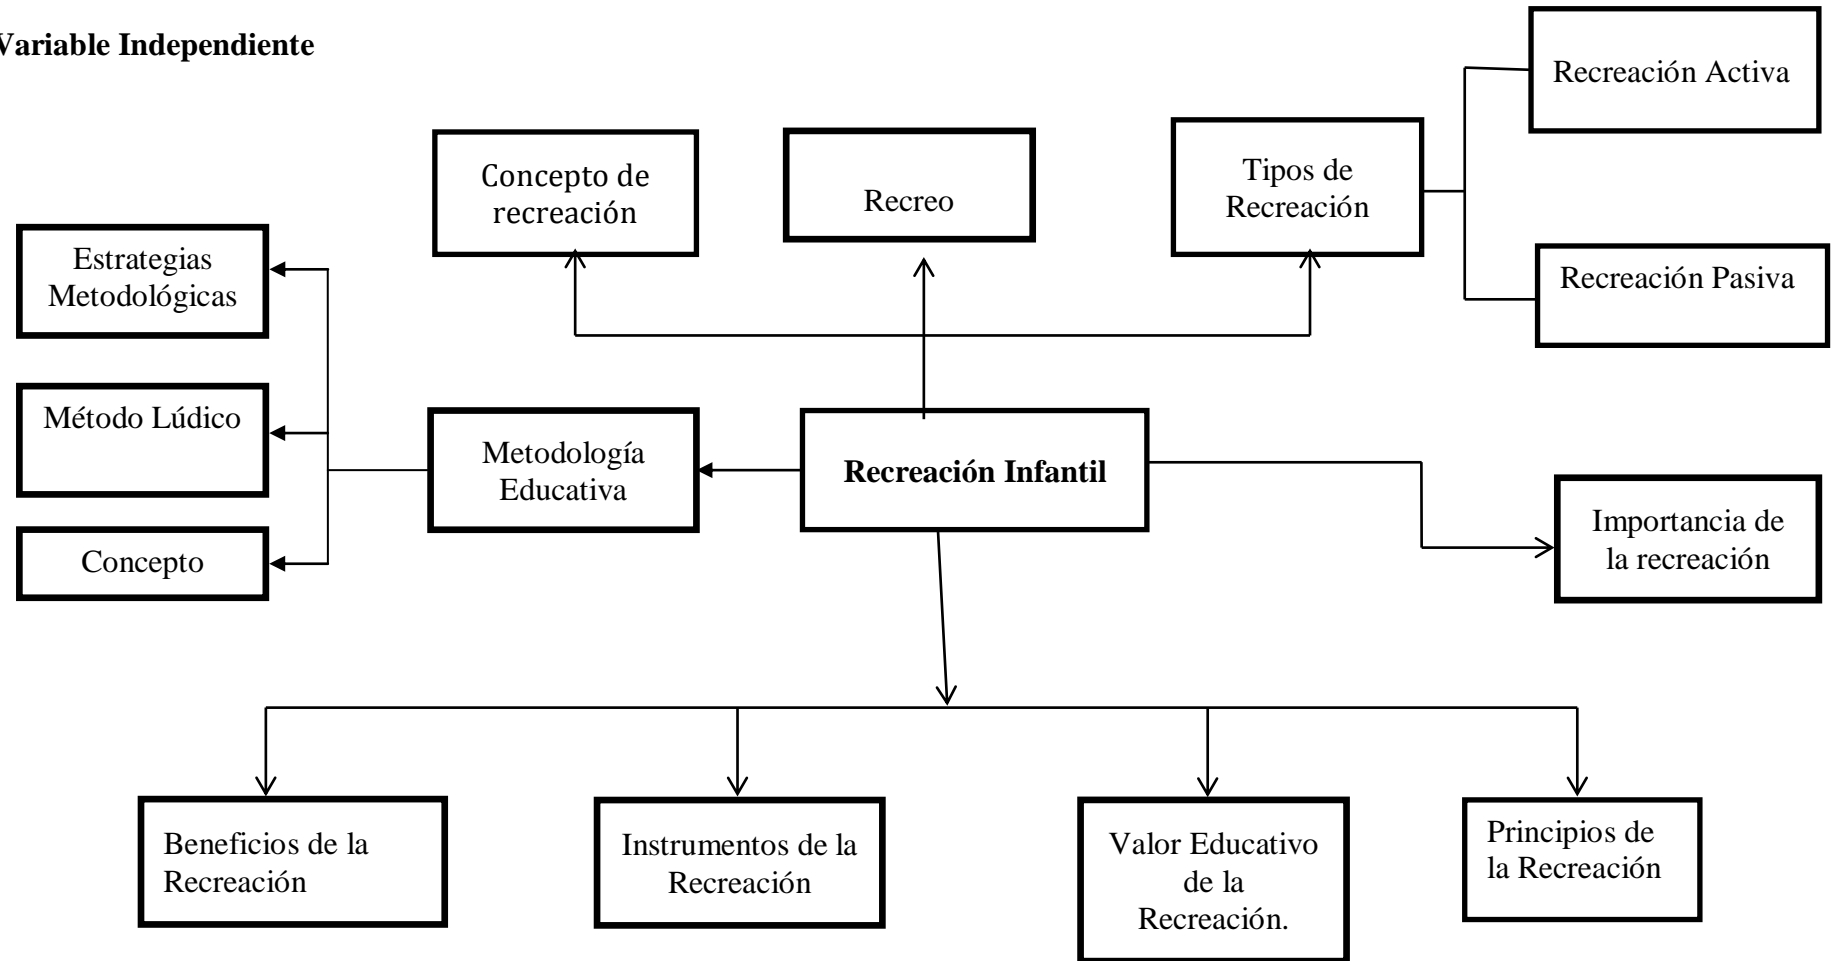 Variable Independiente
Recreación Activa
Concepto de
recreación
Recreo
Tipos de
Recreación
Estrategias
Metodológicas
Recreación Pasiva
Método Lúdico
Metodología
Educativa
Recreación Infantil
Importancia de
la recreación
Concepto
Beneficios de la
Recreación
Instrumentos de la
Recreación
Valor Educativo
de la
Recreación.
Principios de
la Recreación